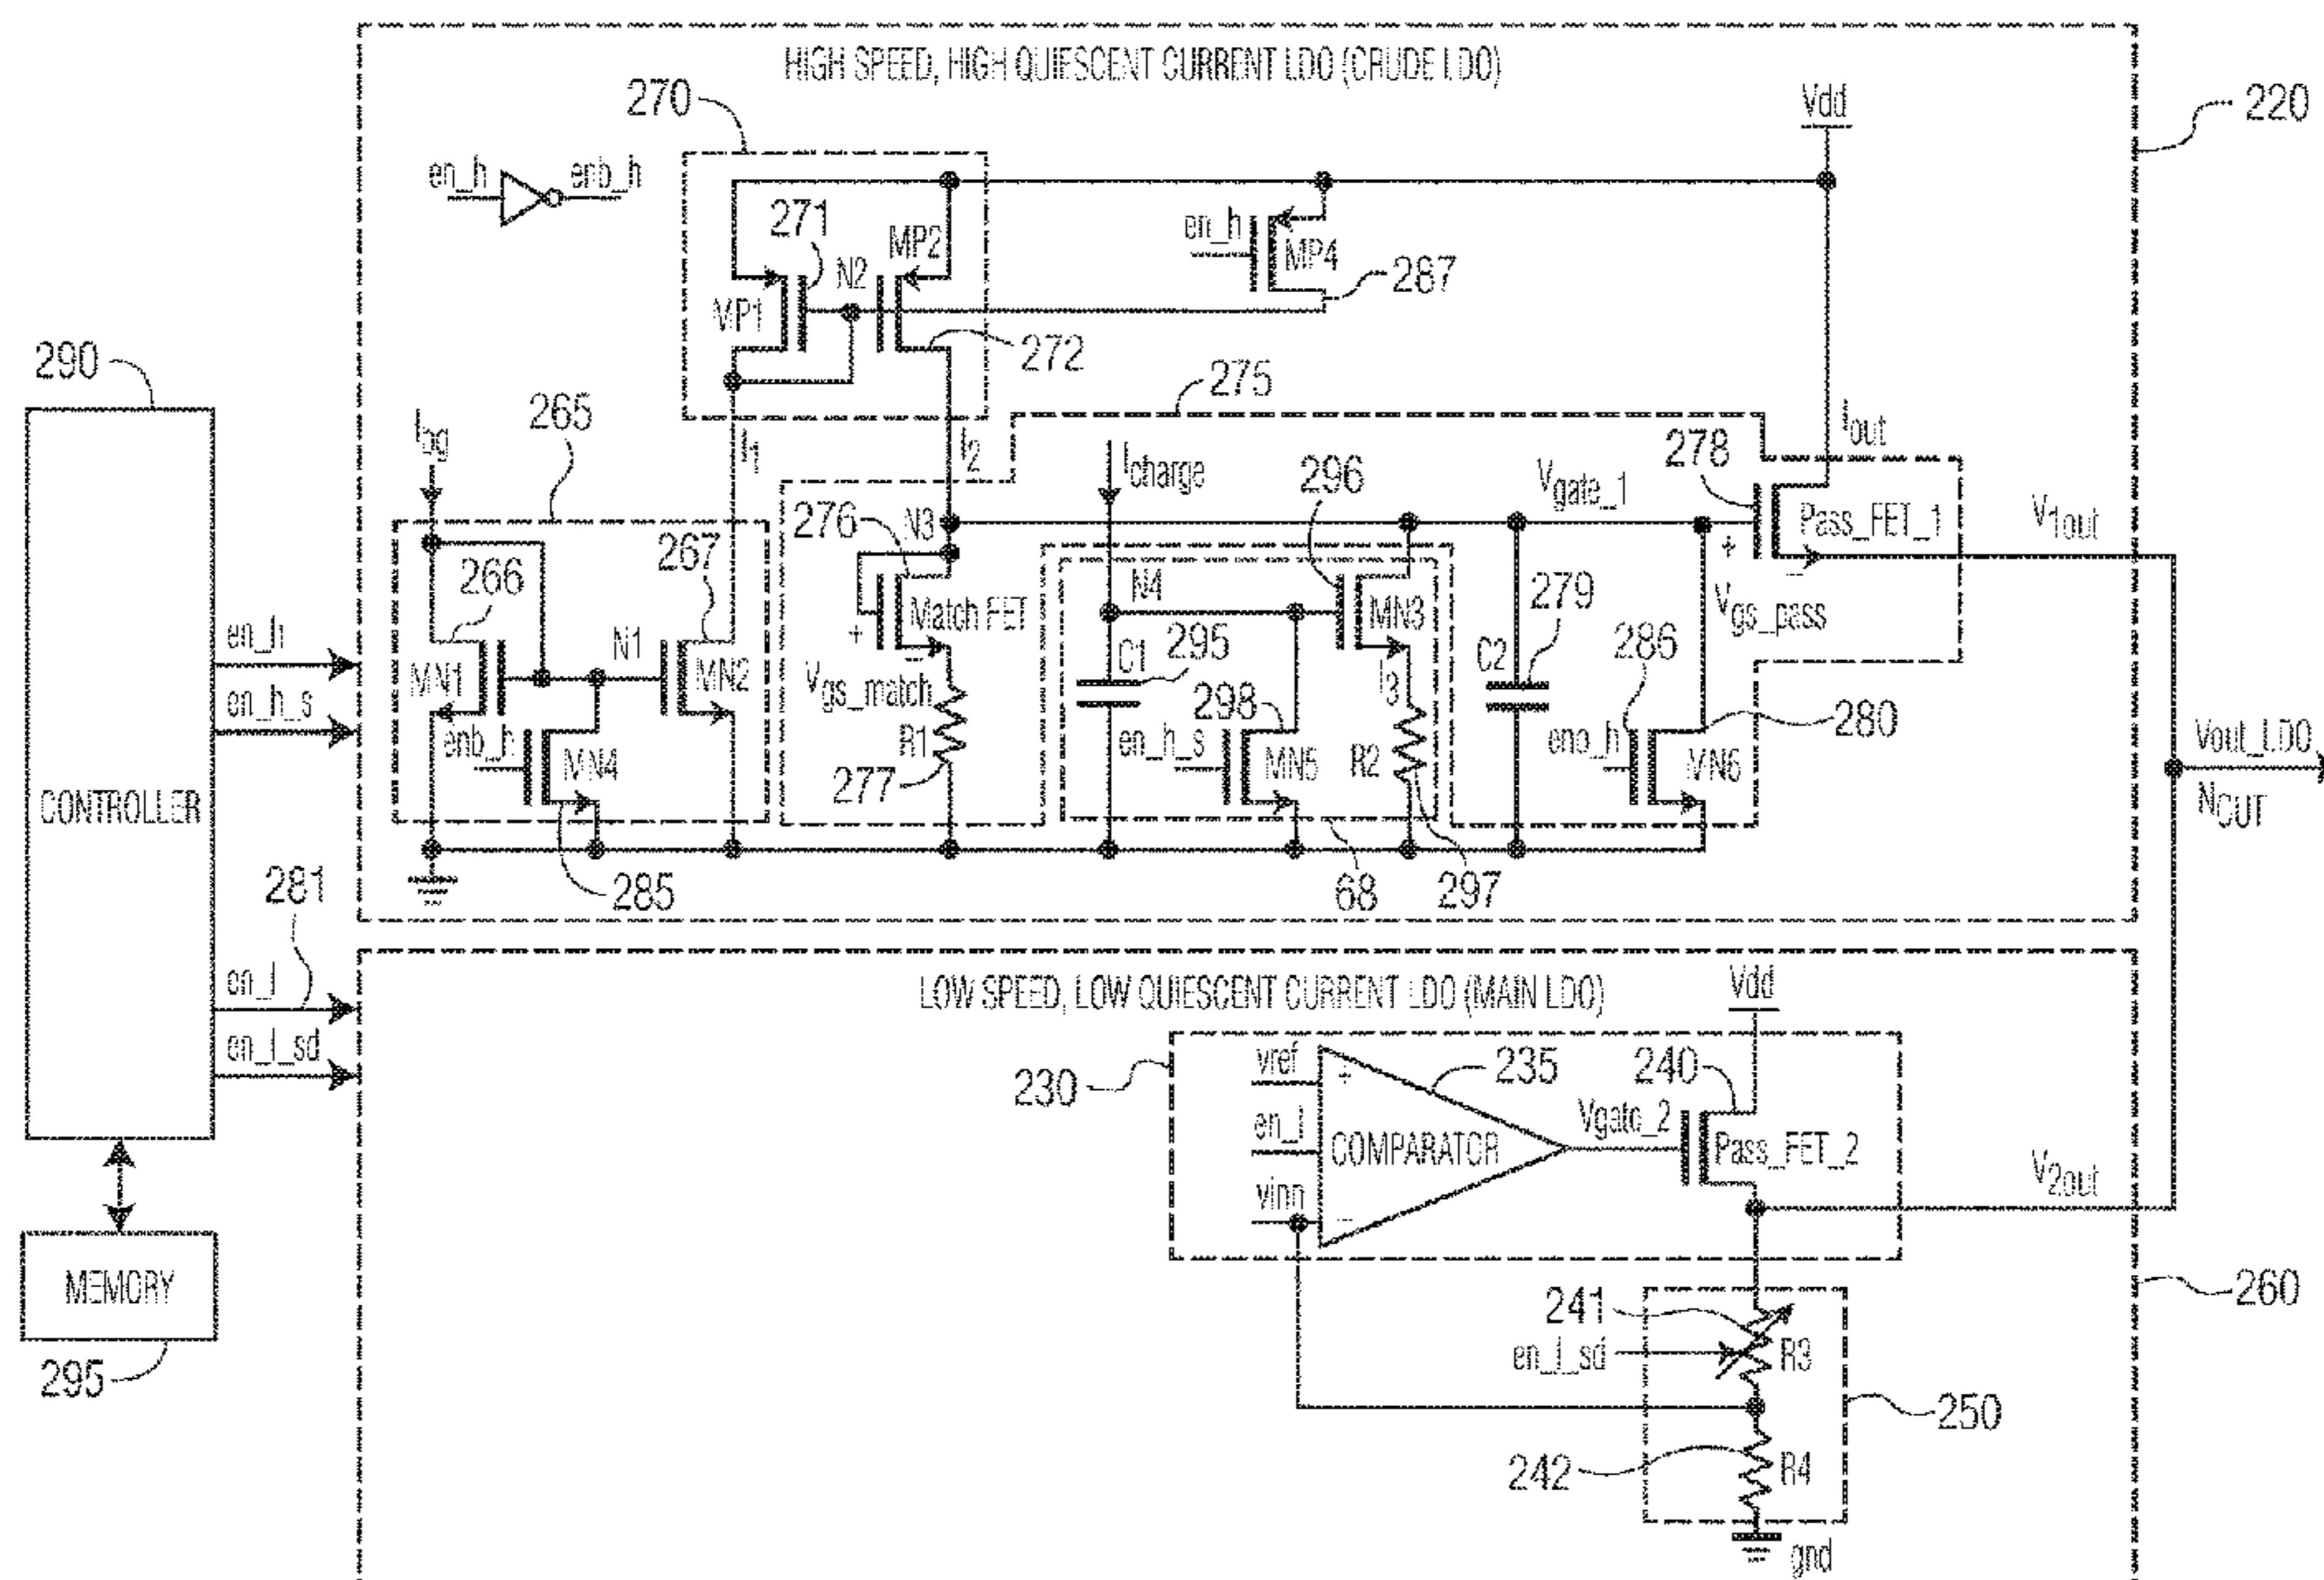 HIGH SPEED, HIGH QUIESCENT CURRENT LDO (CRUDE LDO)
270
Vdd
220
en_h
enb_h
271
N2
MP2
en_h
MP4
287
MP1
272
290
275
265
Ibg
I1
I2
Icharge
296
Iout
278
Vgate_1
Pass_FET_1
V1out
276
N3
266
267
N4
MN3
279
+
–
Vgs_pass
Match FET
+
–
C1
295
C2
286
en_h
N1
MN1
MN2
Vgs_match
298
I3
280
en_h_s
enb_h
MN4
R1
en_h_s
MN5
R2
eno_h
MN6
Vout_LDO
277
NOUT
CONTROLLER
281
285
68
297
en_l
LOW SPEED, LOW QUIESCENT CURRENT LDO (MAIN LDO)
Vdd
en_l_sd
230
vref
+
235
240
Vgate_2
en_l
COMPARATOR
Pass_FET_2
V2out
vinn
–
MEMORY
241
260
en_l_sd
R3
295
250
242
R4
gnd